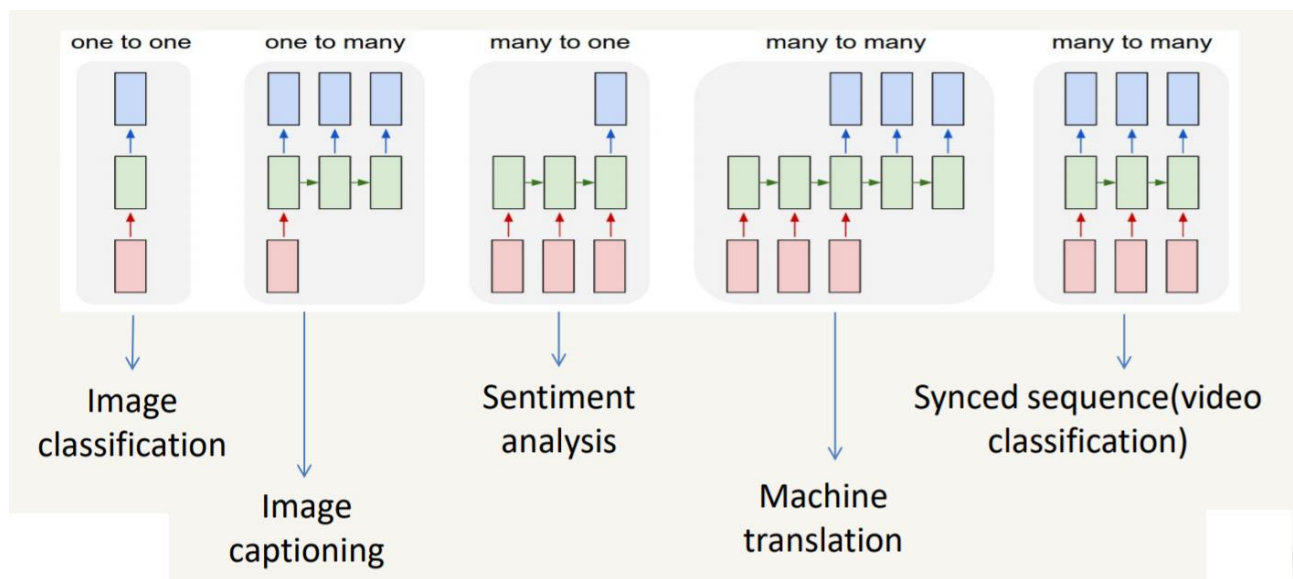 one to one
one to many
many to one
many to many
many to many
Image
classification
Image
captioning
Sentiment
analysis
Machine
translation
Synced sequence(video
classification)